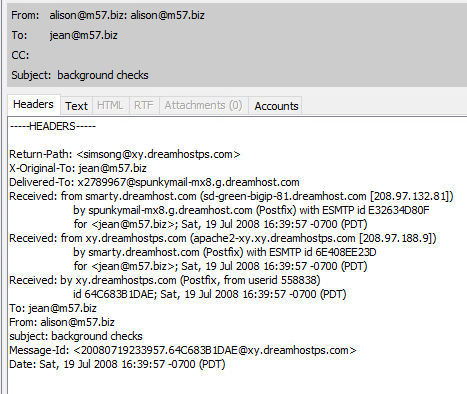 From: alison@m57.biz: alison@m57.biz
To: jean@m57.biz
CC:
Subject: background checks
Headers Text HTML RTF Attachments (0) Accounts
-----HEADERS-----
Return-Path: <simsong@xy.dreamhostps.com>
X-Original-To: jean@m57.biz
Delivered-To: x2789967@spunkymail-mx8.g.dreamhost.com
Received: from smarty.dreamhost.com (sd-green-bigip-81.dreamhost.com [208.97.132.81])
by spunkymail-mx8.g.dreamhost.com (Postfix) with ESMTP id E32634D80F
for <jean@m57.biz>; Sat, 19 Jul 2008 16:39:57 -0700 (PDT)
Received: from xy.dreamhostps.com (apache2-xy.xy.dreamhostps.com [208.97.188.9])
by smarty.dreamhost.com (Postfix) with ESMTP id 6E408EE23D
for <jean@m57.biz>; Sat, 19 Jul 2008 16:39:57 -0700 (PDT)
Received: by xy.dreamhostps.com (Postfix, from userid 558838)
id 64C683B1DAE; Sat, 19 Jul 2008 16:39:57 -0700 (PDT)
To: jean@m57.biz
From: alison@m57.biz
subject: background checks
Message-Id: <20080719233957.64C683B1DAE@xy.dreamhostps.com>
Date: Sat, 19 Jul 2008 16:39:57 -0700 (PDT)